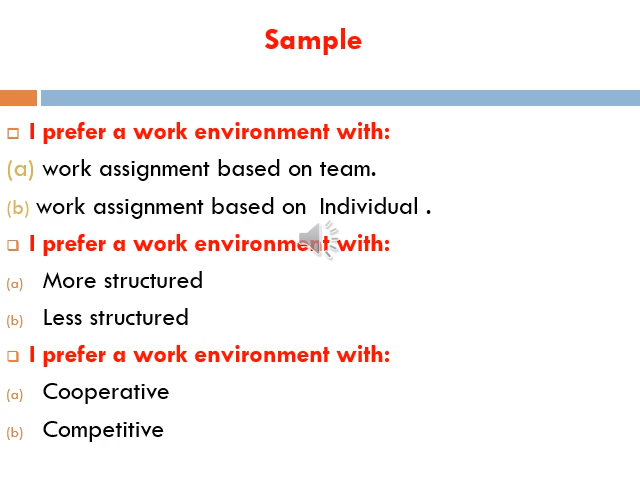 Sample
I prefer a work environment with:
(a) work assignment based on team.
(b) work assignment based on Individual .
I prefer a work environment with:
(a) More structured
(b) Less structured
I prefer a work environment with:
(a) Cooperative
(b) Competitive